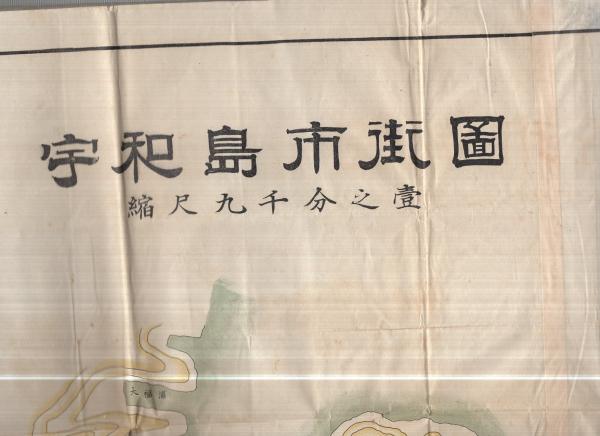 宇和島市街圖
縮尺九千分之壹
大福浦